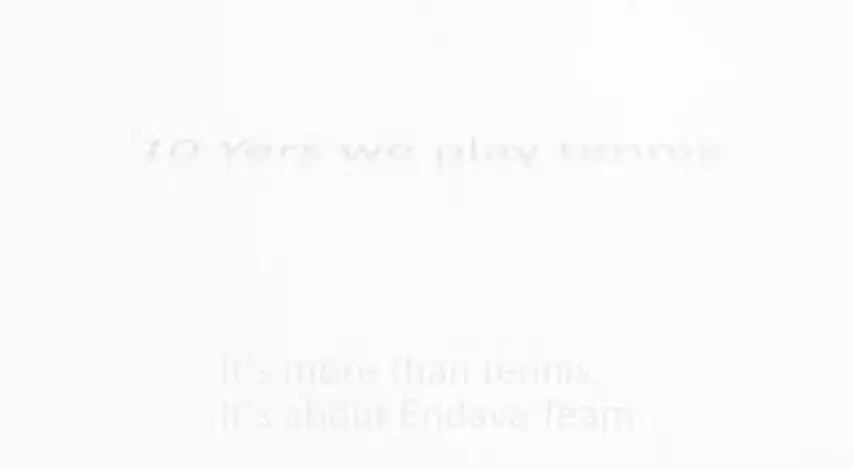 10 Yers we play tennis
It's more than tennis.
It's about Endava Team